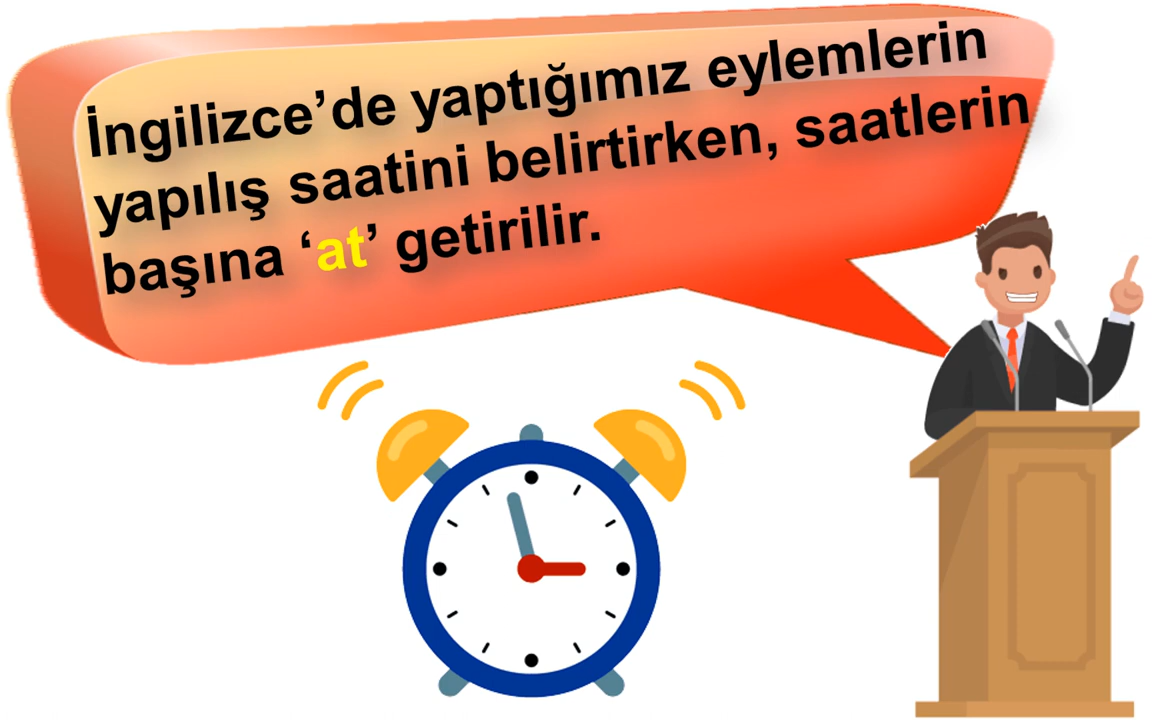 İngilizce’de yaptığımız eylemlerin
yapılış saatini belirtirken, saatlerin
başına ‘at’ getirilir.